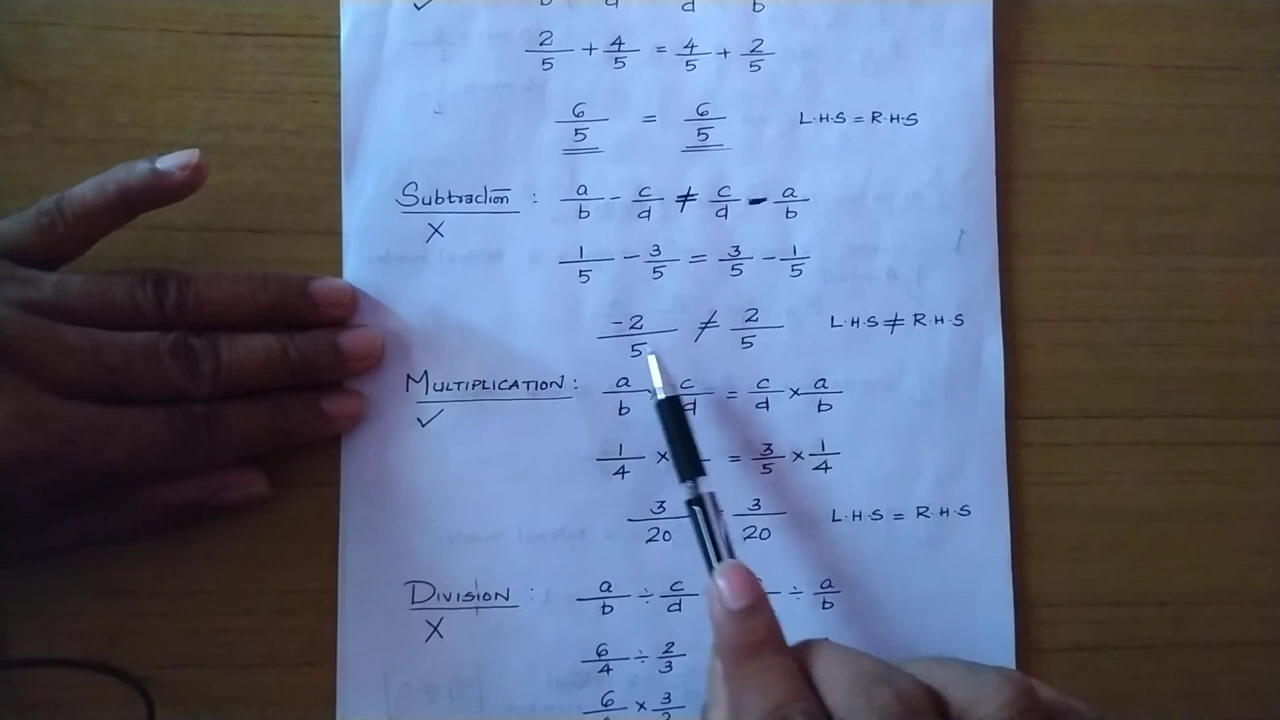 2/5 + 4/5 = 4/5 + 2/5
6/5 = 6/5 L.H.S = R.H.S
Subtraction : a/b - c/d ≠ c/d - a/b
X
1/5 - 3/5 = 3/5 - 1/5
-2/5 ≠ 2/5 L.H.S ≠ R.H.S
MULTIPLICATION : a/b c/d = c/d × a/b
✓
1/4 × = 3/5 × 1/4
3/20 3/20 L.H.S = R.H.S
DIVISION : a/b ÷ c/d ÷ a/b
X
6/4 ÷ 2/3
6 × 3